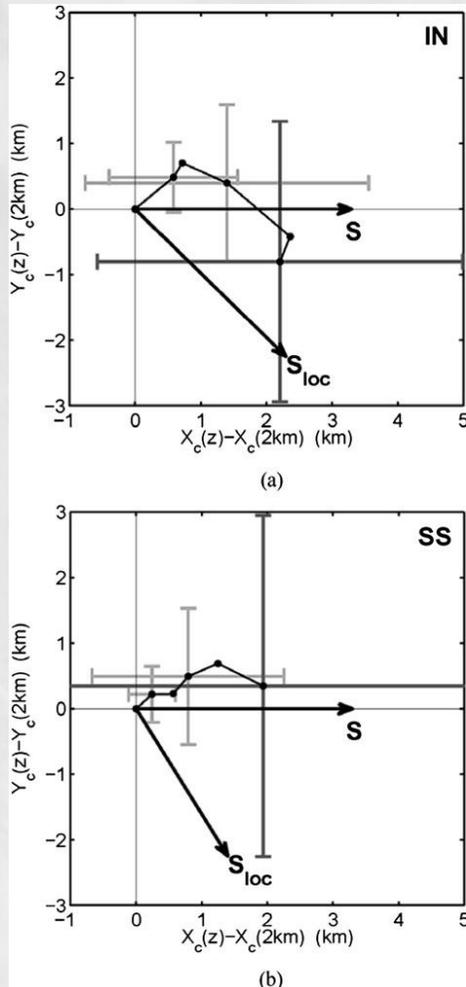 3
IN
2
1
0
S
−1
−2
S_loc
−3
−1 0 1 2 3 4 5
Y_c(z)−Y_c(2km) (km)
X_c(z)−X_c(2km) (km)
(a)
3
SS
2
1
0
S
−1
−2
S_loc
−3
−1 0 1 2 3 4 5
Y_c(z)−Y_c(2km) (km)
X_c(z)−X_c(2km) (km)
(b)